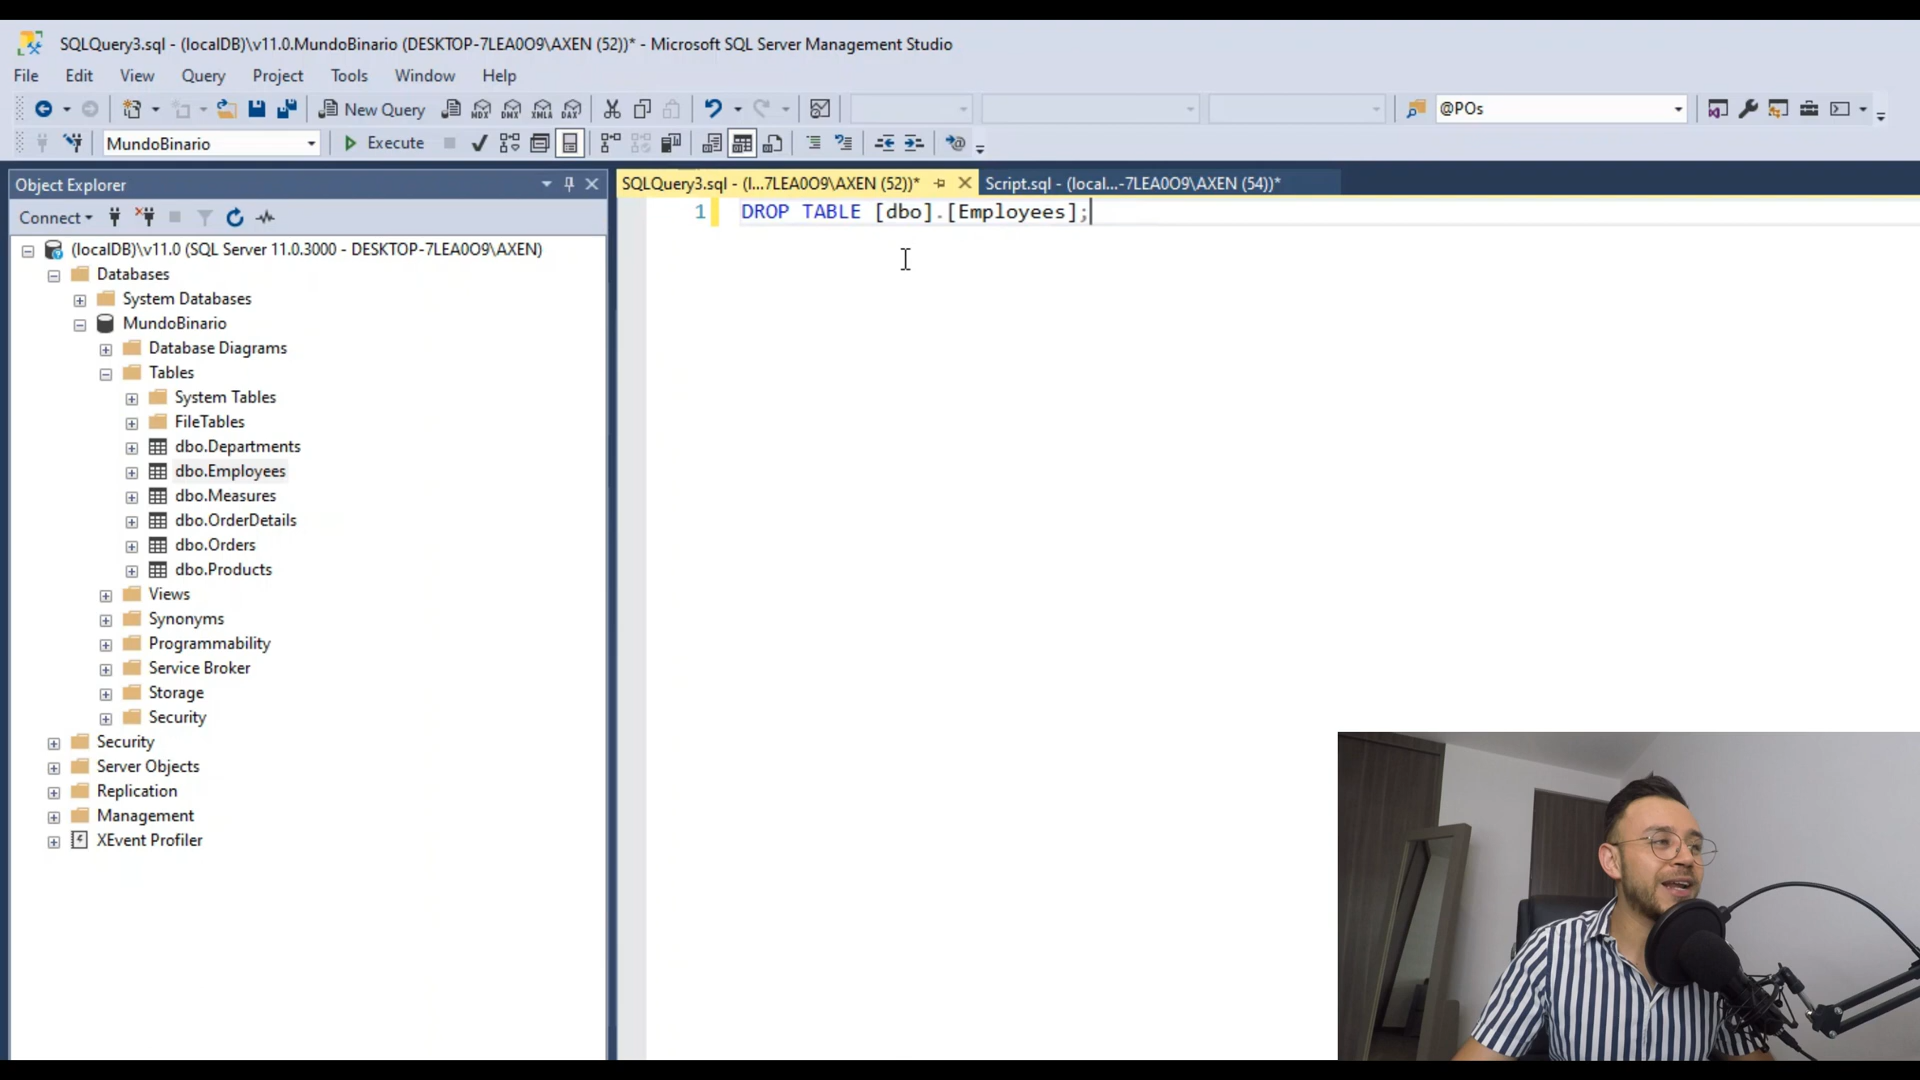 SQLQuery3.sql - (localDB)\v11.0.MundoBinario (DESKTOP-7LEA0O9\AXEN (52))* - Microsoft SQL Server Management Studio
File Edit View Query Project Tools Window Help
New Query MDX DMX XMLA DAX @POs
MundoBinario Execute
Object Explorer
SQLQuery3.sql - (l...7LEA0O9\AXEN (52))* Script.sql - (local...-7LEA0O9\AXEN (54))*
Connect
1 DROP TABLE [dbo].[Employees];
(localDB)\v11.0 (SQL Server 11.0.3000 - DESKTOP-7LEA0O9\AXEN)
Databases
System Databases
MundoBinario
Database Diagrams
Tables
System Tables
FileTables
dbo.Departments
dbo.Employees
dbo.Measures
dbo.OrderDetails
dbo.Orders
dbo.Products
Views
Synonyms
Programmability
Service Broker
Storage
Security
Security
Server Objects
Replication
Management
XEvent Profiler